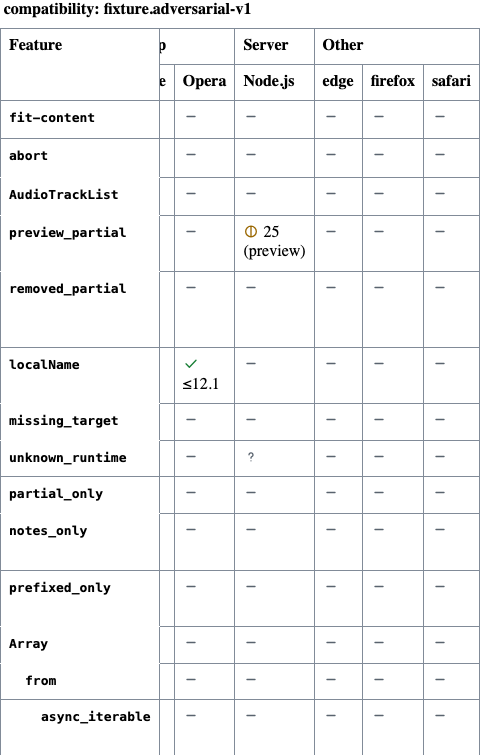 compatibility: fixture.adversarial-v1
Feature p Server Other
e Opera Node.js edge firefox safari
fit-content — — — — —
abort — — — — —
AudioTrackList — — — — —
preview_partial — 25 — — —
(preview)
removed_partial — — — — —
localName ✓ — — — —
≤12.1
missing_target — — — — —
unknown_runtime — ? — — —
partial_only — — — — —
notes_only — — — — —
prefixed_only — — — — —
Array — — — — —
from — — — — —
async_iterable — — — — —